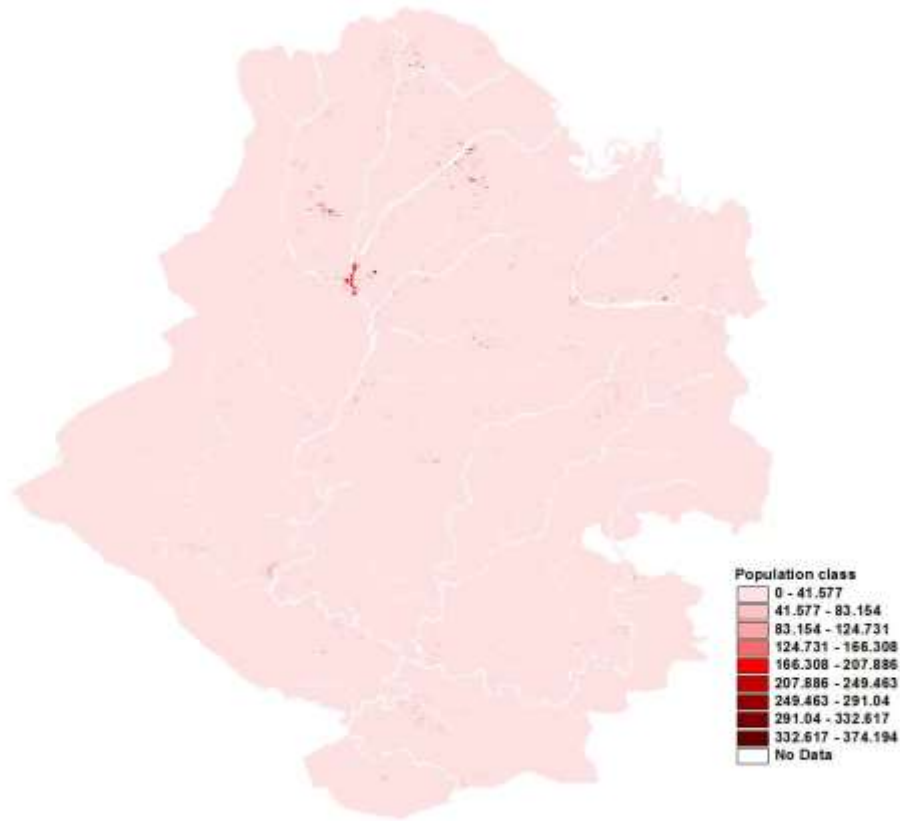 Population class
0 - 41.577
41.577 - 83.154
83.154 - 124.731
124.731 - 166.308
166.308 - 207.886
207.886 - 249.463
249.463 - 291.04
291.04 - 332.617
332.617 - 374.194
No Data